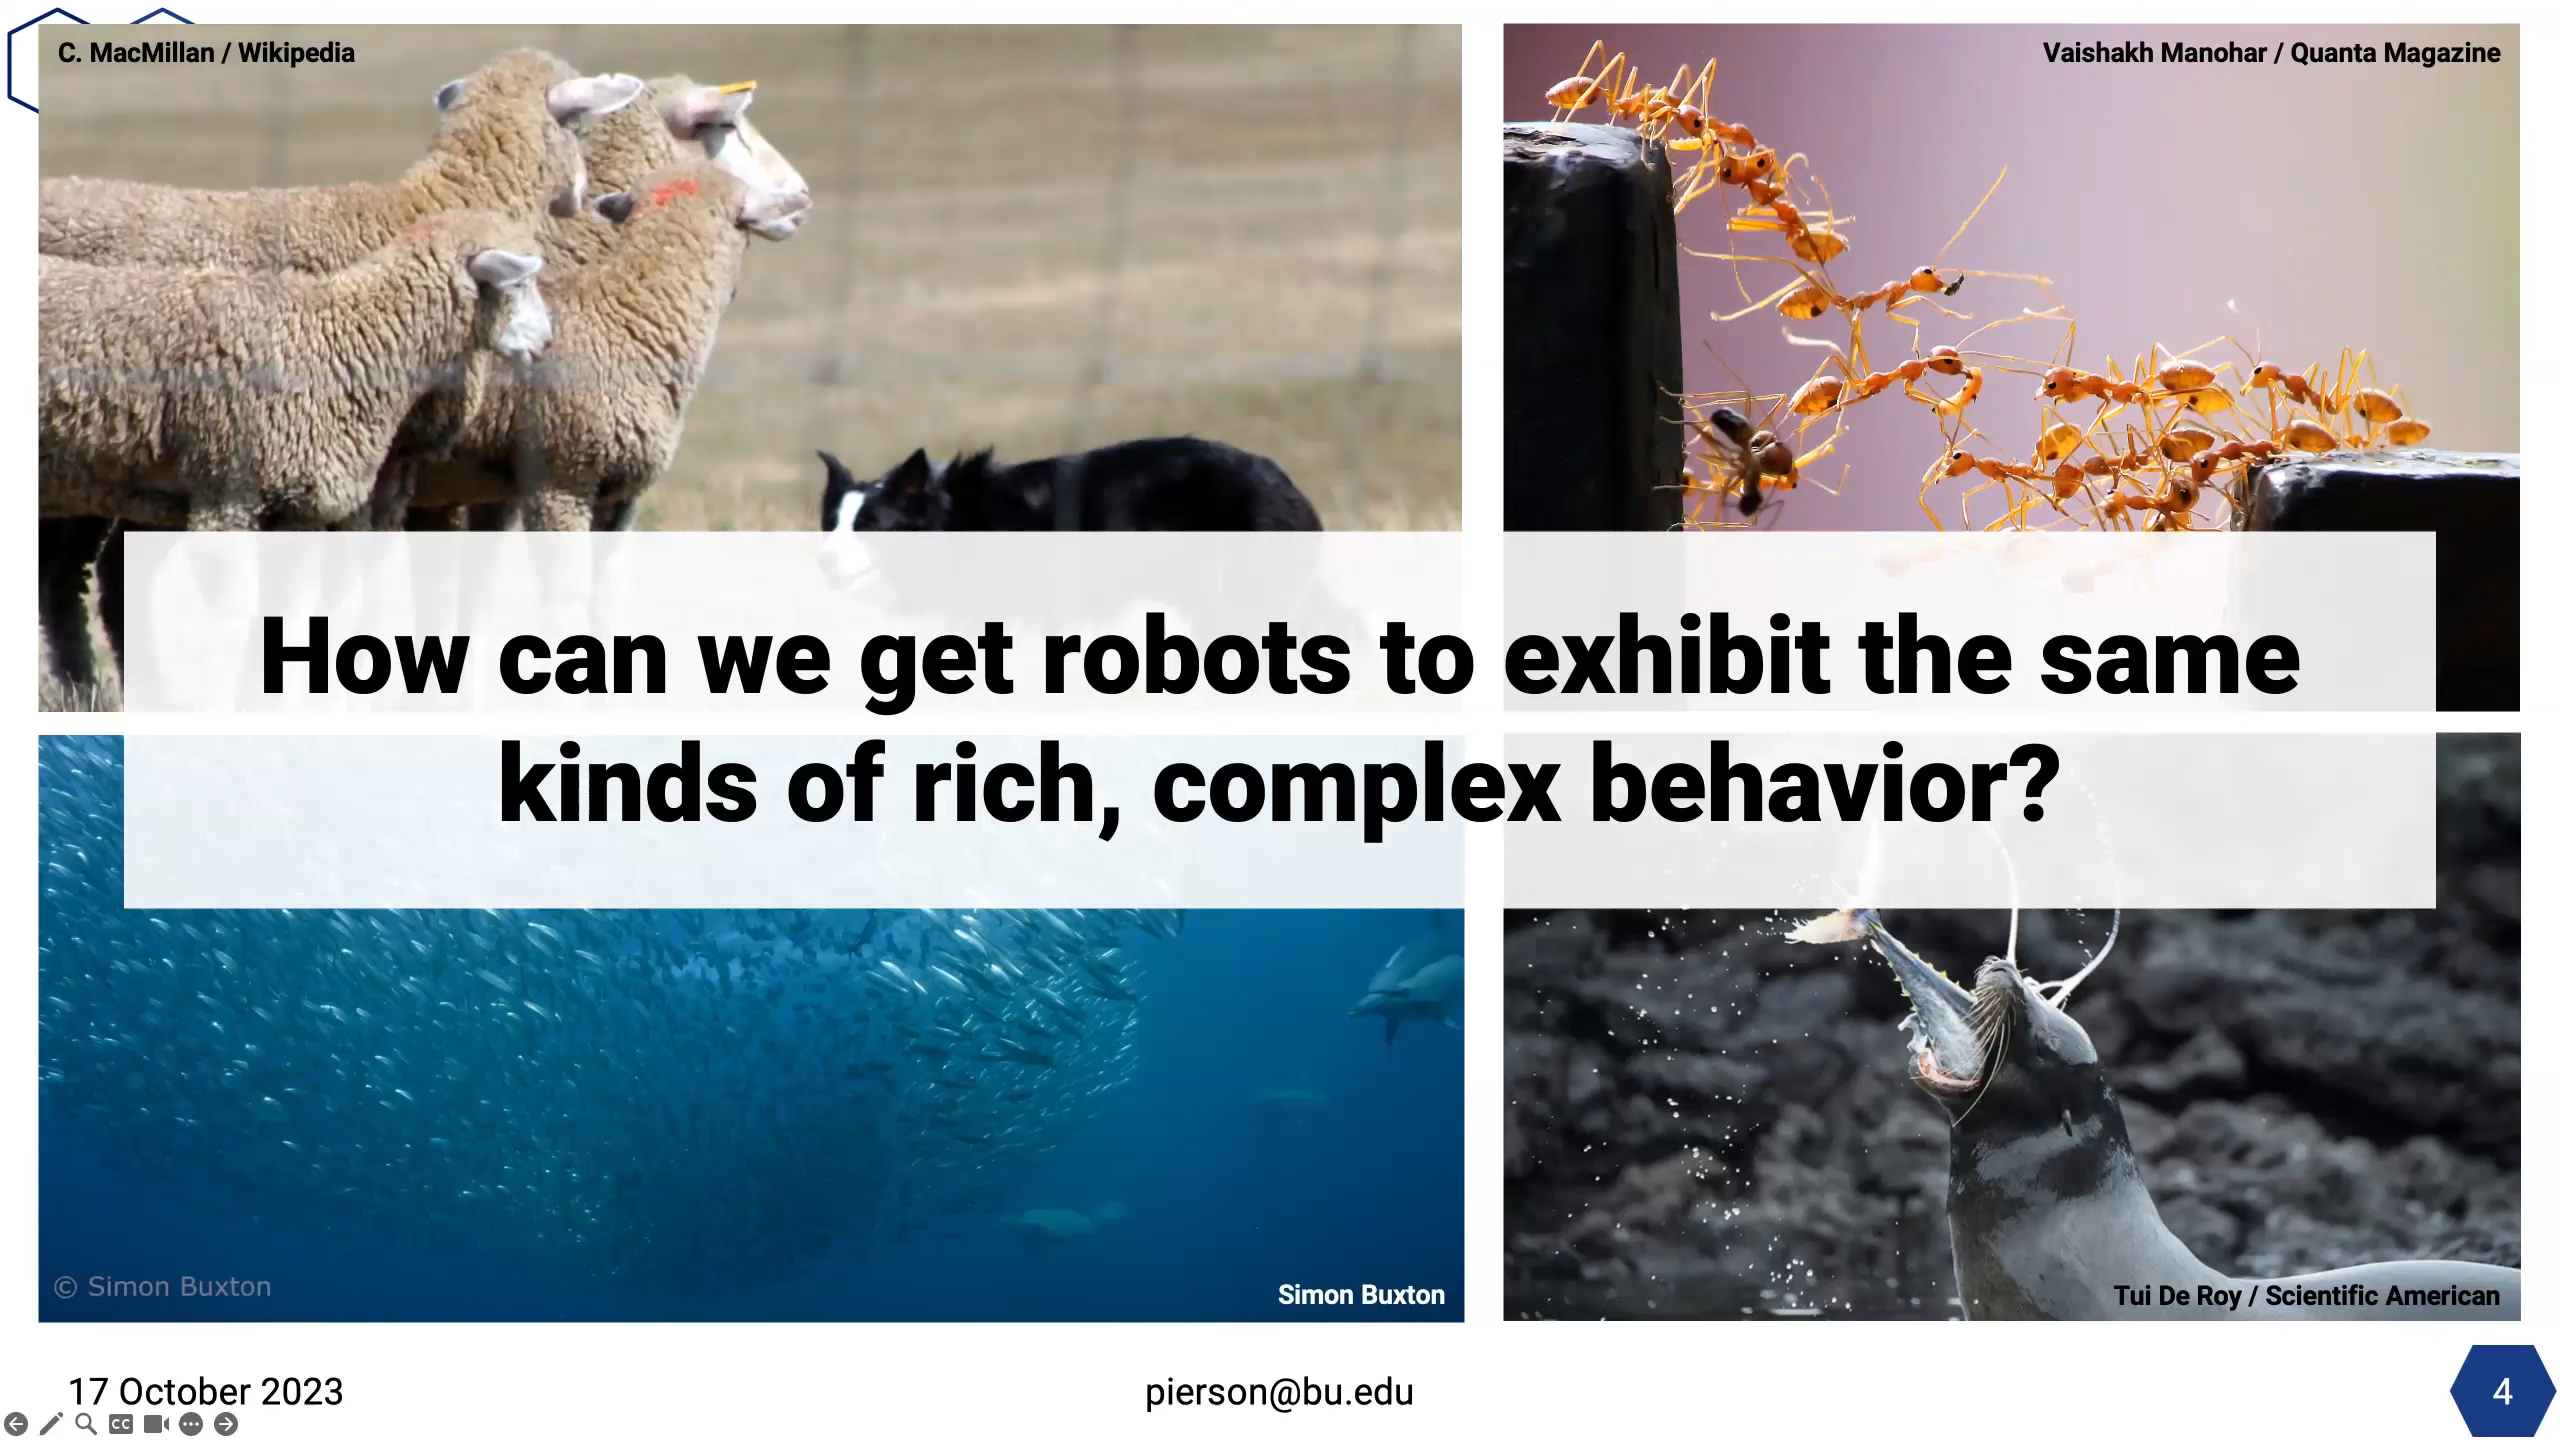 C. MacMillan / Wikipedia
Vaishakh Manohar / Quanta Magazine
How can we get robots to exhibit the same
kinds of rich, complex behavior?
© Simon Buxton
Simon Buxton
Tui De Roy / Scientific American
17 October 2023
pierson@bu.edu
4
CC